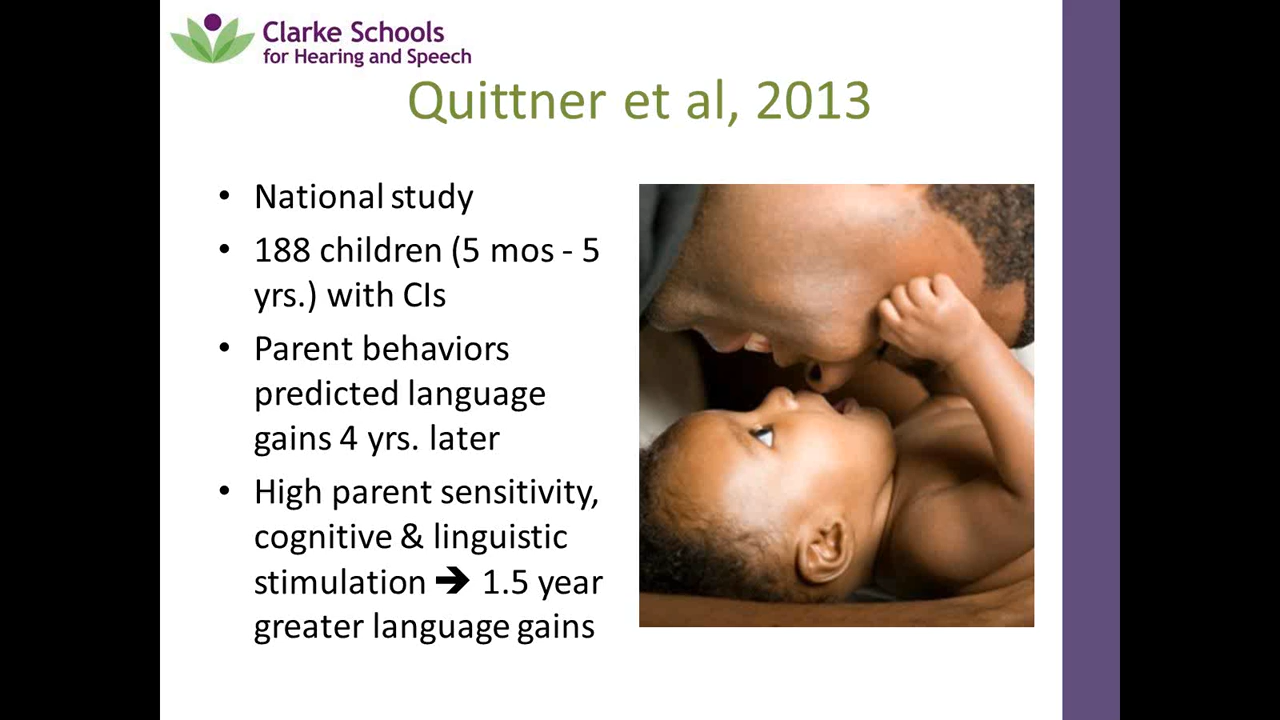 Clarke Schools
for Hearing and Speech
Quittner et al, 2013
• National study
• 188 children (5 mos - 5
yrs.) with CIs
• Parent behaviors
predicted language
gains 4 yrs. later
• High parent sensitivity,
cognitive & linguistic
stimulation ➔ 1.5 year
greater language gains